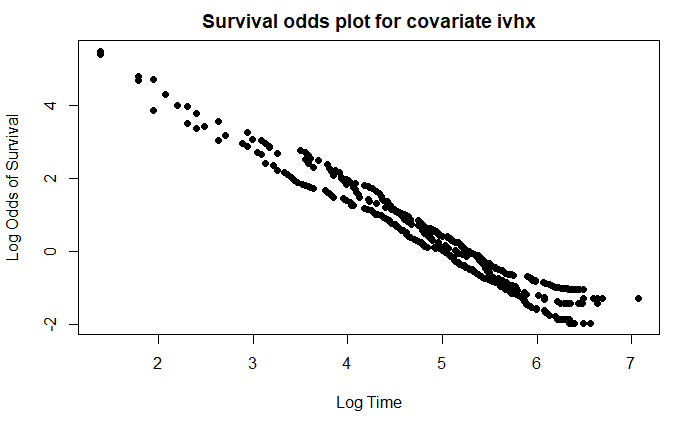 Survival odds plot for covariate ivhx
Log Odds of Survival
4
2
0
-2
2 3 4 5 6 7
Log Time